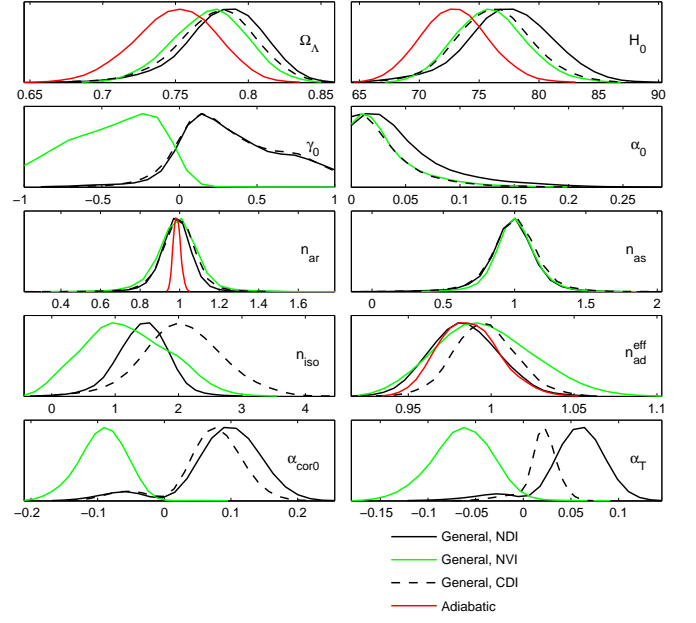 Ω_Λ
0.65 0.7 0.75 0.8 0.85
H_0
65 70 75 80 85 90
γ_0
-1 -0.5 0 0.5 1
α_0
0 0.05 0.1 0.15 0.2 0.25
n_ar
0.4 0.6 0.8 1 1.2 1.4 1.6
n_as
0 0.5 1 1.5 2
n_iso
0 1 2 3 4
n_ad^eff
0.95 1 1.05 1.1
α_cor0
-0.2 -0.1 0 0.1 0.2
α_T
-0.15 -0.1 -0.05 0 0.05 0.1
General, NDI
General, NVI
General, CDI
Adiabatic